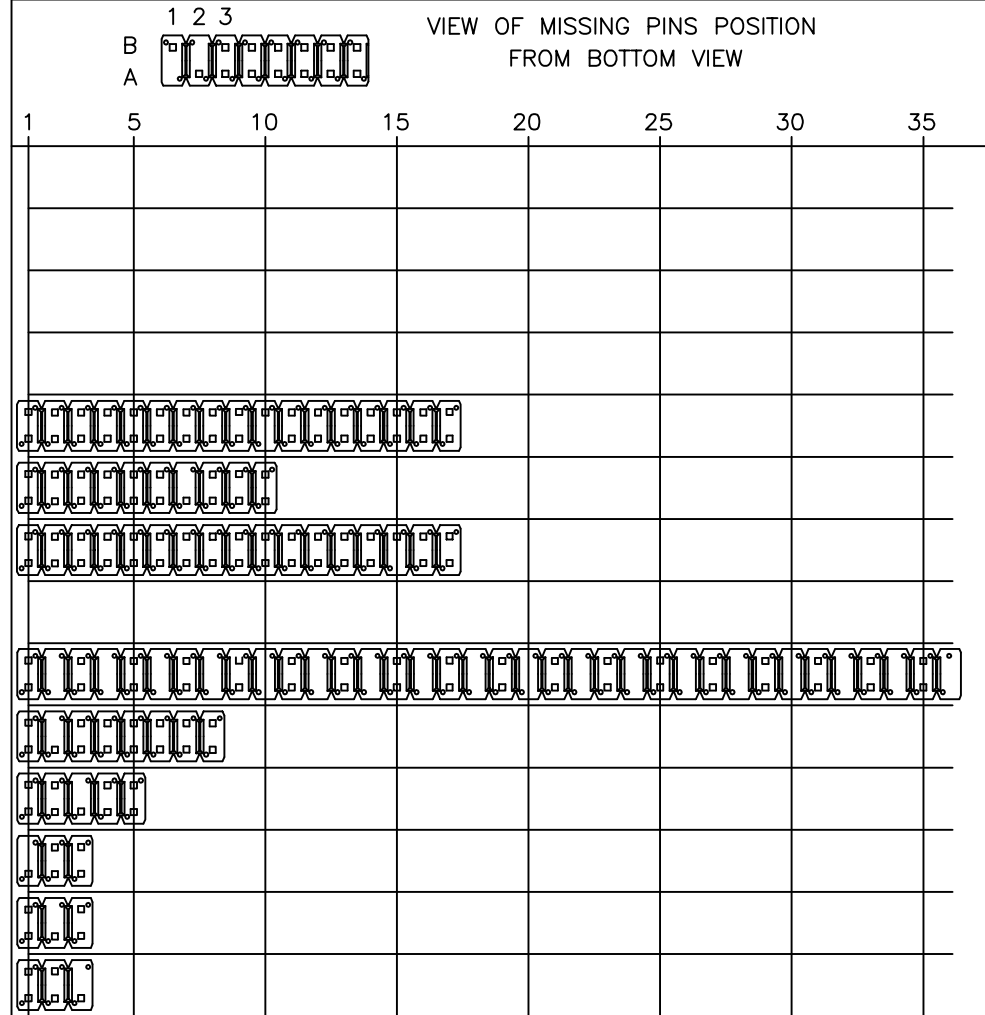 1 2 3
VIEW OF MISSING PINS POSITION
B
FROM BOTTOM VIEW
A
1 5 10 15 20 25 30 35